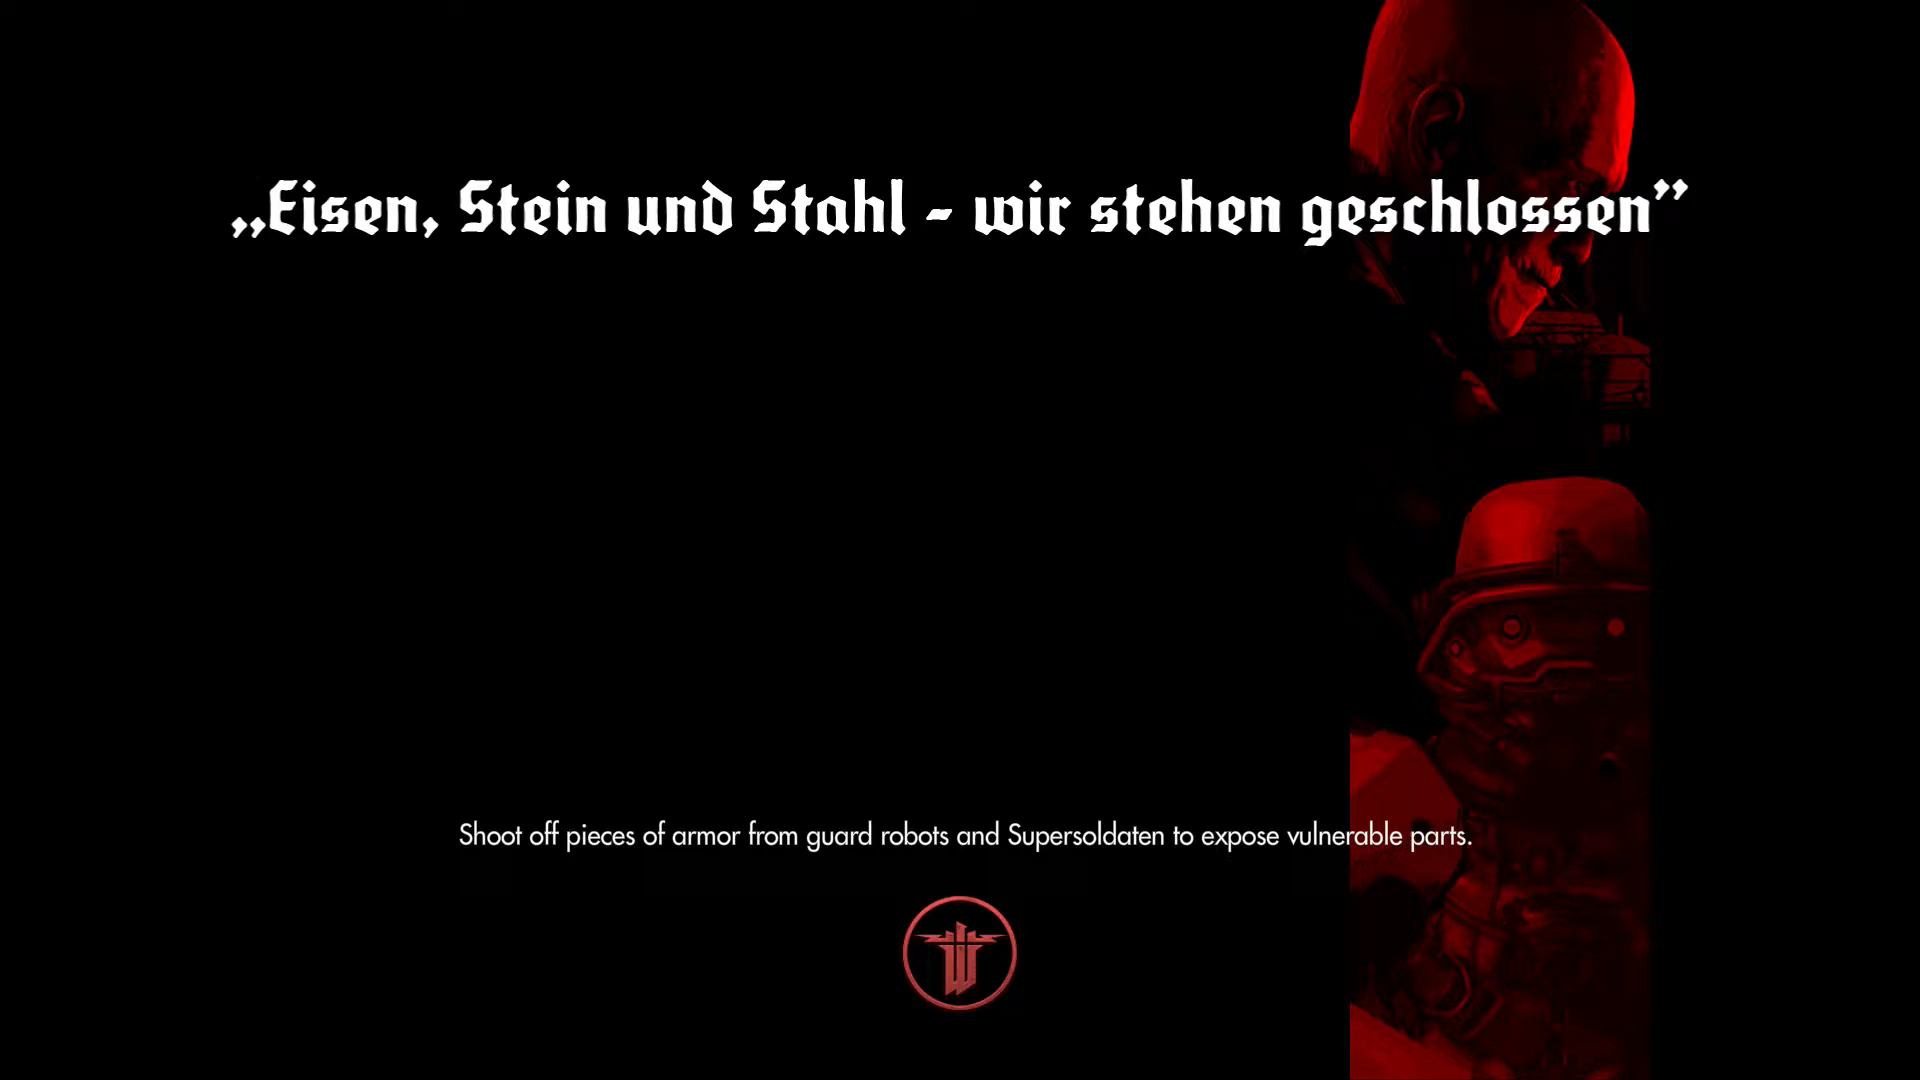 „Eisen, Stein und Stahl - wir stehen geschlossen”
Shoot off pieces of armor from guard robots and Supersoldaten to expose vulnerable parts.